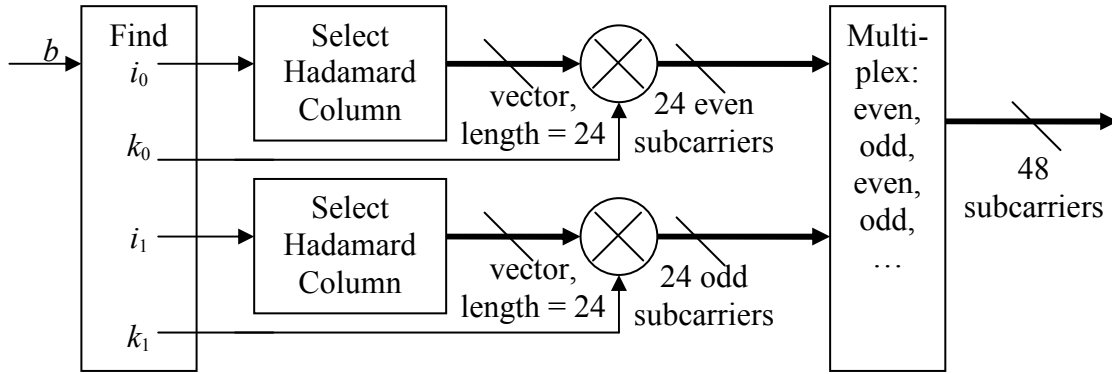 b
Find
i₀
k₀
i₁
k₁
Select
Hadamard
Column
vector,
length = 24
24 even
subcarriers
Select
Hadamard
Column
vector,
length = 24
24 odd
subcarriers
Multi-
plex:
even,
odd,
even,
odd,
…
48
subcarriers